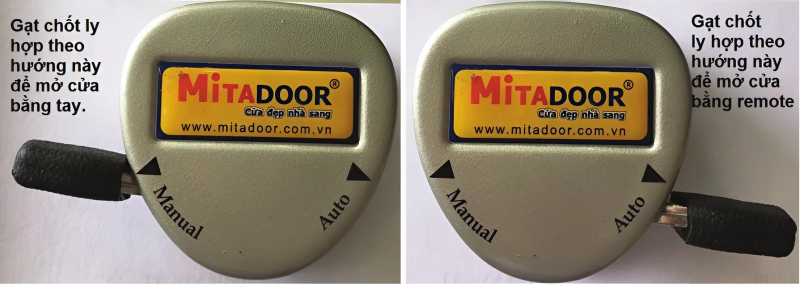 Gạt chốt ly
hợp theo
hướng này
để mở cửa
bằng tay.
MITADOOR®
Cửa đẹp nhà sang
www.mitadoor.com.vn
Manual
Auto
Gạt chốt
ly hợp theo
hướng này
để mở cửa
bằng remote
MITADOOR®
Cửa đẹp nhà sang
www.mitadoor.com.vn
Manual
Auto